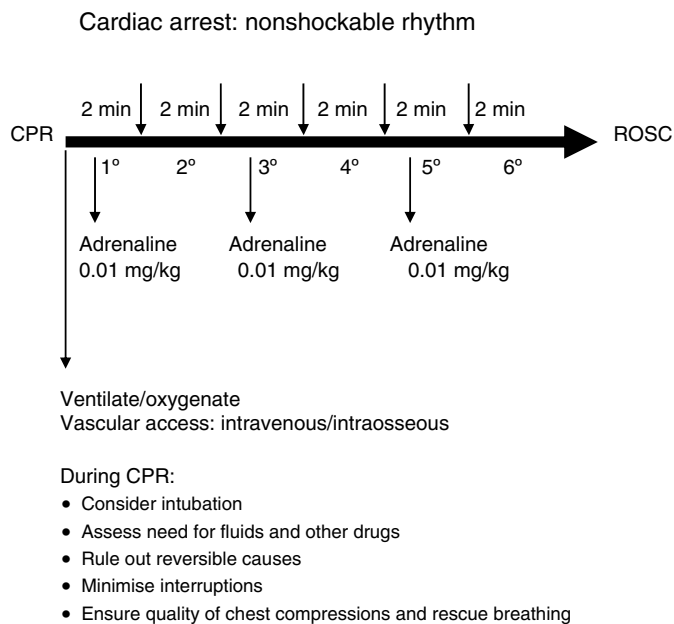 Cardiac arrest: nonshockable rhythm
2 min 2 min 2 min 2 min 2 min 2 min
CPR ROSC
1º 2º 3º 4º 5º 6º
Adrenaline Adrenaline Adrenaline
0.01 mg/kg 0.01 mg/kg 0.01 mg/kg
Ventilate/oxygenate
Vascular access: intravenous/intraosseous
During CPR:
• Consider intubation
• Assess need for fluids and other drugs
• Rule out reversible causes
• Minimise interruptions
• Ensure quality of chest compressions and rescue breathing